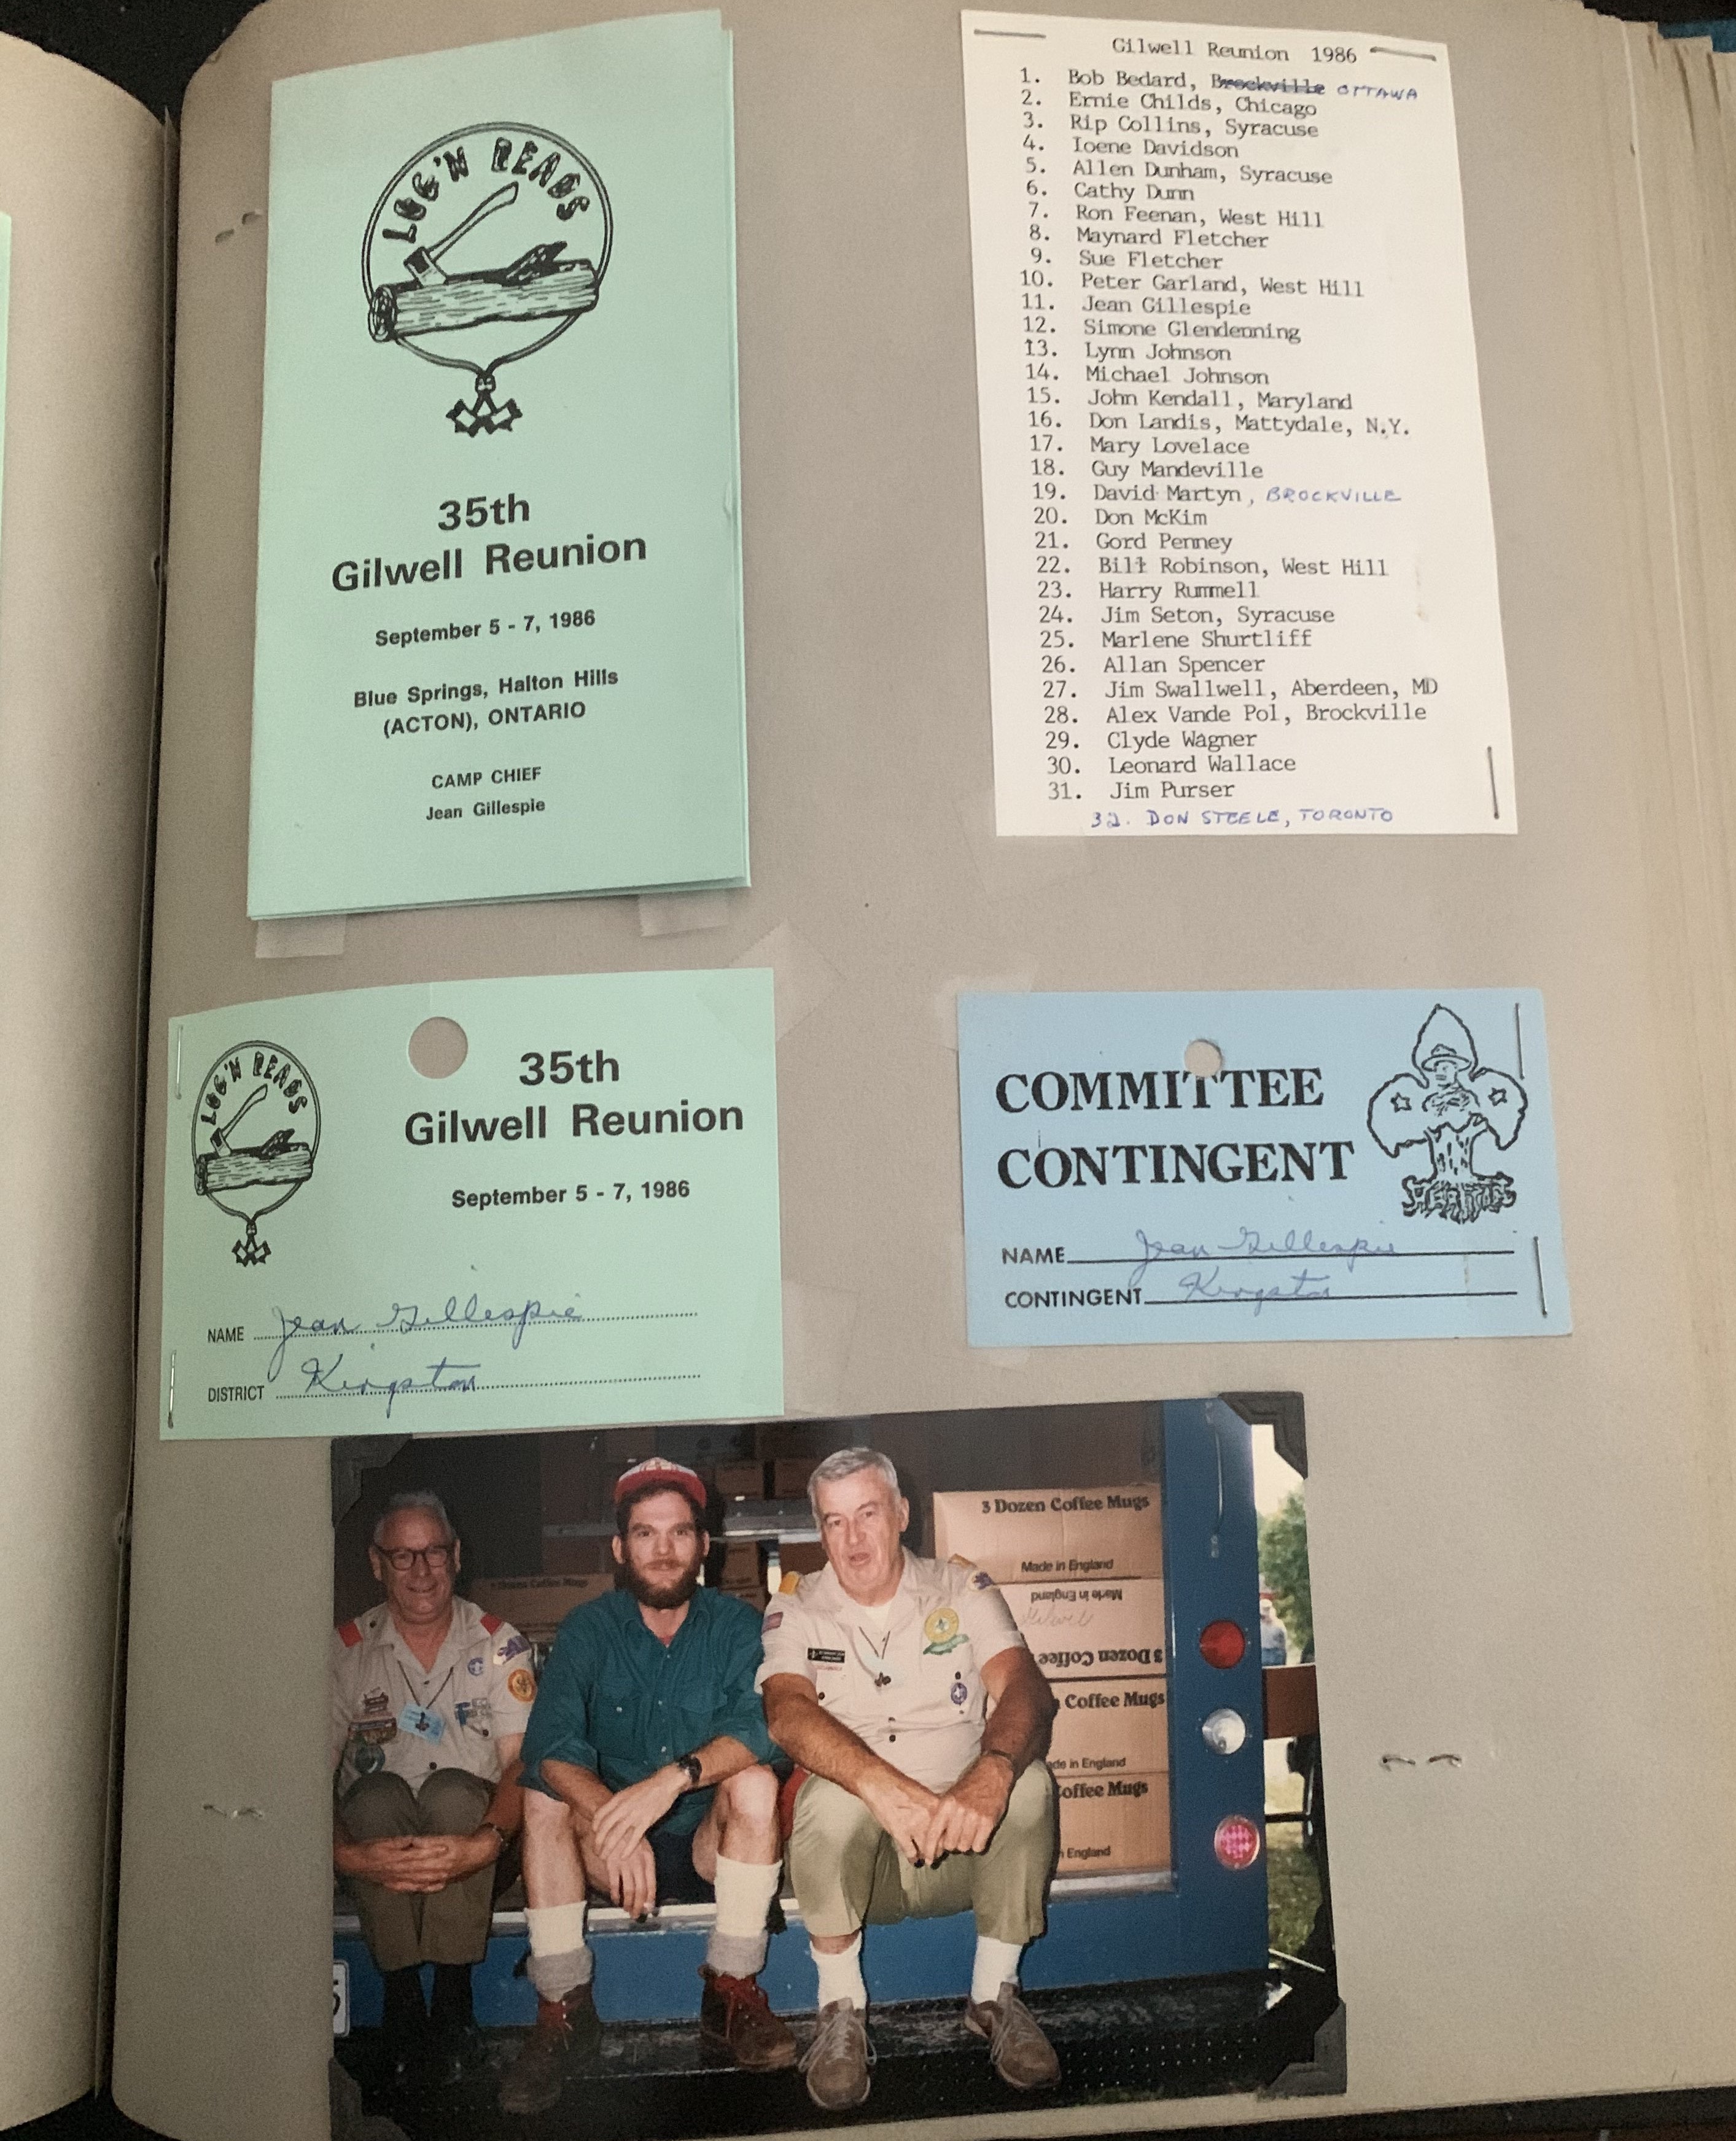 LOG'N BEADS
35th
Gilwell Reunion
September 5 - 7, 1986
Blue Springs, Halton Hills
(ACTON), ONTARIO
CAMP CHIEF
Jean Gillespie
Gilwell Reunion 1986
1. Bob Bedard, Brockville OTTAWA
2. Ernie Childs, Chicago
3. Rip Collins, Syracuse
4. Ioene Davidson
5. Allen Dunham, Syracuse
6. Cathy Dunn
7. Ron Feenan, West Hill
8. Maynard Fletcher
9. Sue Fletcher
10. Peter Garland, West Hill
11. Jean Gillespie
12. Simone Glendenning
13. Lynn Johnson
14. Michael Johnson
15. John Kendall, Maryland
16. Don Landis, Mattydale, N.Y.
17. Mary Lovelace
18. Guy Mandeville
19. David Martyn, BROCKVILLE
20. Don McKim
21. Gord Penney
22. Bill Robinson, West Hill
23. Harry Rummell
24. Jim Seton, Syracuse
25. Marlene Shurtliff
26. Allan Spencer
27. Jim Swallwell, Aberdeen, MD
28. Alex Vande Pol, Brockville
29. Clyde Wagner
30. Leonard Wallace
31. Jim Purser
32. DON STEELE, TORONTO
LOG'N BEADS
35th
Gilwell Reunion
September 5 - 7, 1986
NAME Jean Gillespie
DISTRICT Kingston
COMMITTEE
CONTINGENT
HERITAGE
NAME Jean Gillespie
CONTINGENT Kingston
3 Dozen Coffee Mugs
Made in England
Made in England
3 Dozen Coffee
Coffee Mugs
in England
Coffee Mugs
England
3 Dozen Coffee Mugs